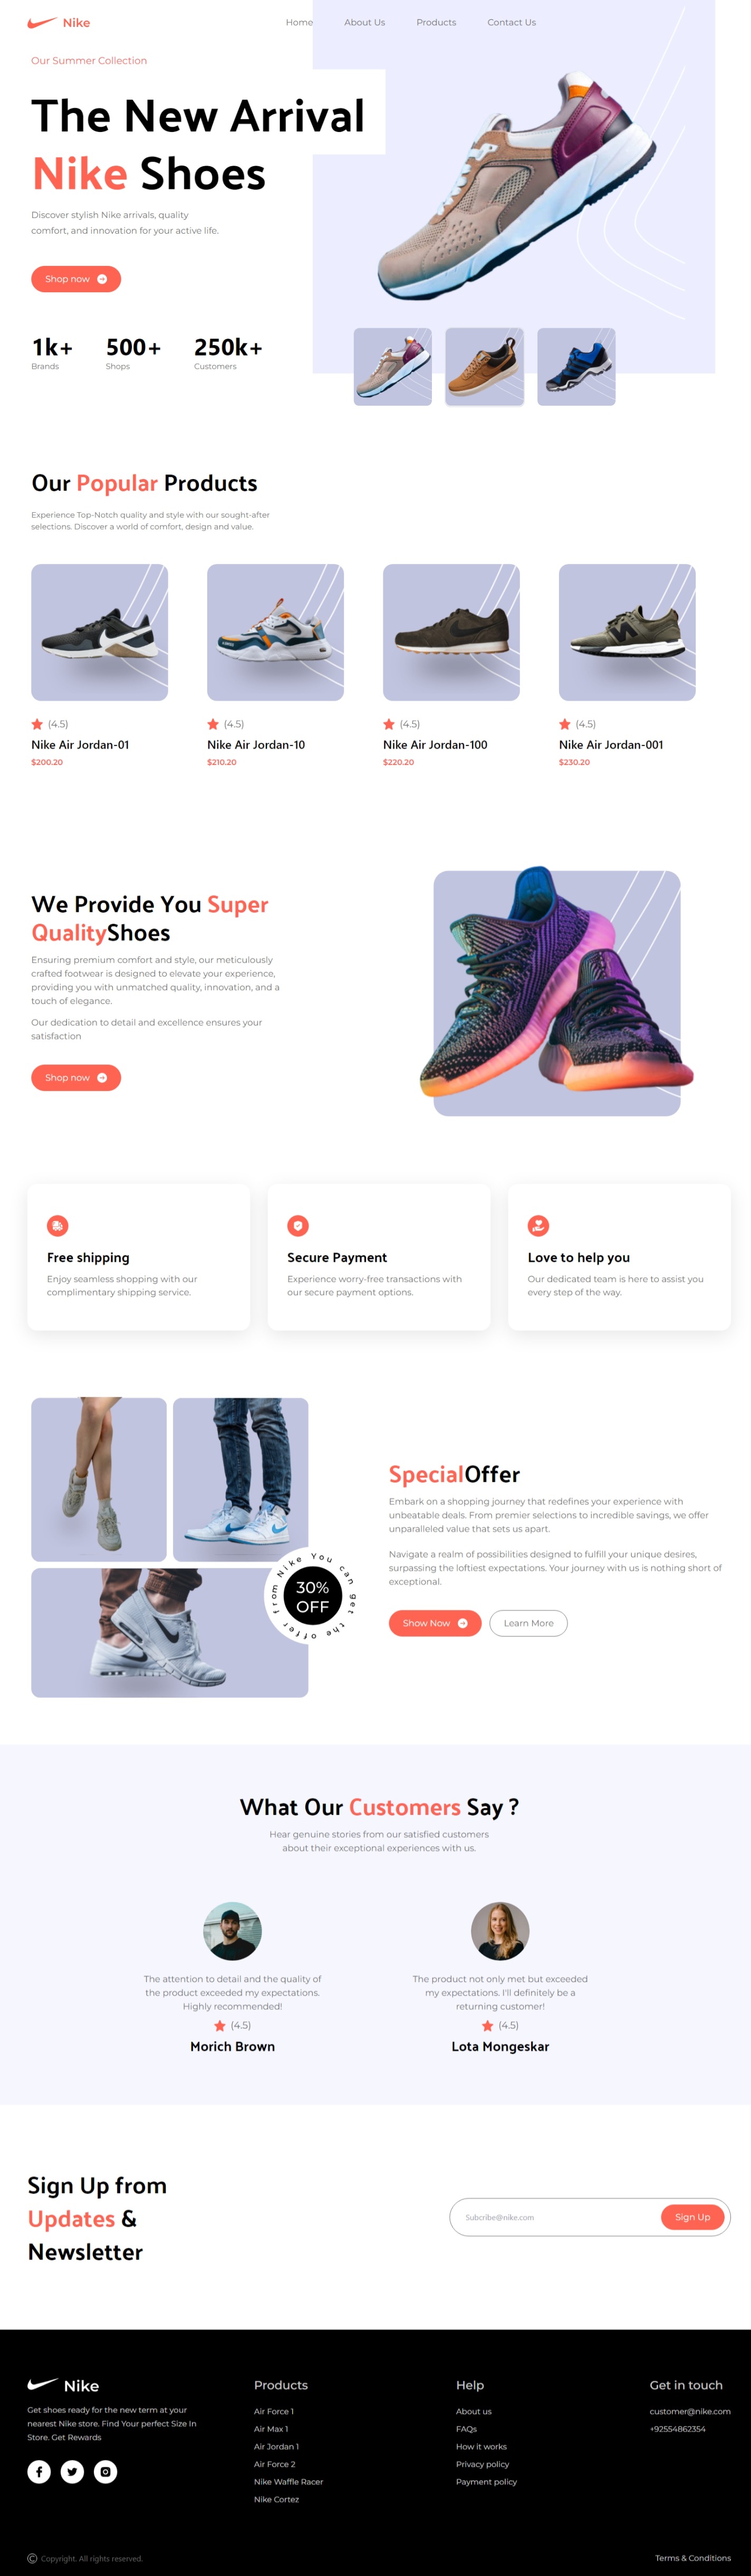 Nike
Home
About Us
Products
Contact Us
Our Summer Collection
The New Arrival
Nike Shoes
Discover stylish Nike arrivals, quality
comfort, and innovation for your active life.
Shop now
1k+
Brands
500+
Shops
250k+
Customers
Our Popular Products
Experience Top-Notch quality and style with our sought-after
selections. Discover a world of comfort, design and value.
(4.5)
Nike Air Jordan-01
$200.20
(4.5)
Nike Air Jordan-10
$210.20
(4.5)
Nike Air Jordan-100
$220.20
(4.5)
Nike Air Jordan-001
$230.20
We Provide You Super
QualityShoes
Ensuring premium comfort and style, our meticulously
crafted footwear is designed to elevate your experience,
providing you with unmatched quality, innovation, and a
touch of elegance.
Our dedication to detail and excellence ensures your
satisfaction
Shop now
Free shipping
Enjoy seamless shopping with our
complimentary shipping service.
Secure Payment
Experience worry-free transactions with
our secure payment options.
Love to help you
Our dedicated team is here to assist you
every step of the way.
You can get the offer from Nike
30%
OFF
SpecialOffer
Embark on a shopping journey that redefines your experience with
unbeatable deals. From premier selections to incredible savings, we offer
unparalleled value that sets us apart.
Navigate a realm of possibilities designed to fulfill your unique desires,
surpassing the loftiest expectations. Your journey with us is nothing short of
exceptional.
Show Now
Learn More
What Our Customers Say ?
Hear genuine stories from our satisfied customers
about their exceptional experiences with us.
The attention to detail and the quality of
the product exceeded my expectations.
Highly recommended!
(4.5)
Morich Brown
The product not only met but exceeded
my expectations. I'll definitely be a
returning customer!
(4.5)
Lota Mongeskar
Sign Up from
Updates &
Newsletter
Subcribe@nike.com
Sign Up
Nike
Get shoes ready for the new term at your
nearest Nike store. Find Your perfect Size In
Store. Get Rewards
Products
Air Force 1
Air Max 1
Air Jordan 1
Air Force 2
Nike Waffle Racer
Nike Cortez
Help
About us
FAQs
How it works
Privacy policy
Payment policy
Get in touch
customer@nike.com
+92554862354
© Copyright. All rights reserved.
Terms & Conditions